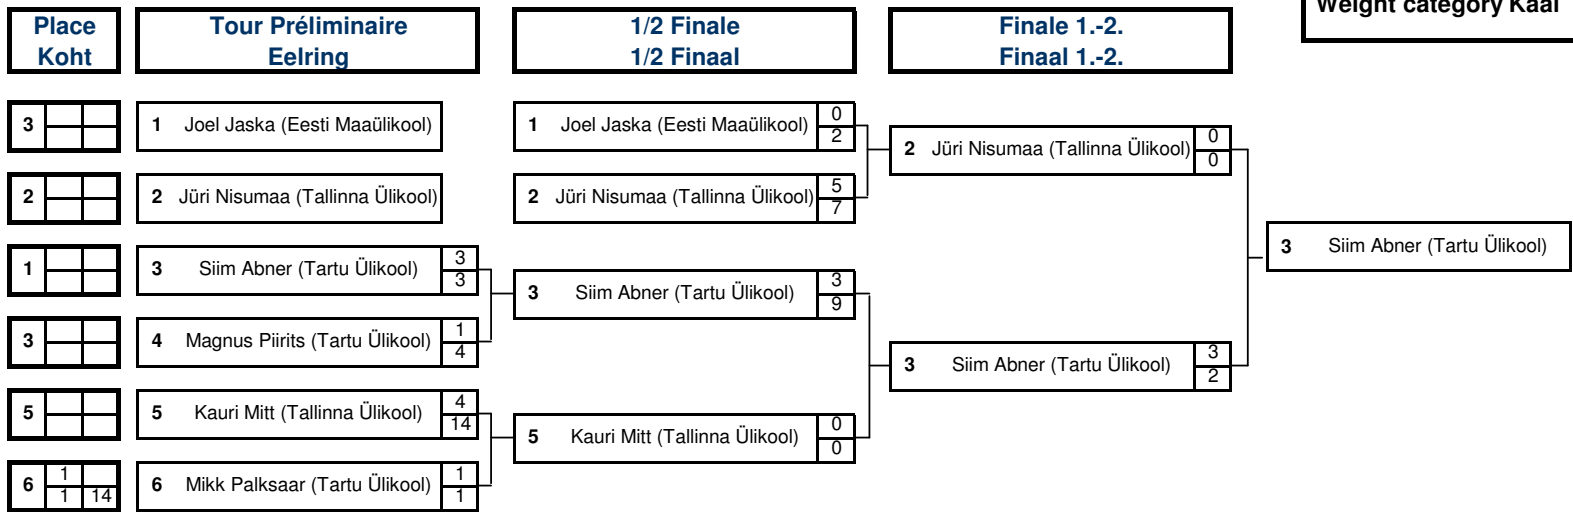 Weight category Kaal
Place
Koht
Tour Préliminaire
Eelring
1/2 Finale
1/2 Finaal
Finale 1.-2.
Finaal 1.-2.
3
1 Joel Jaska (Eesti Maaülikool)
1 Joel Jaska (Eesti Maaülikool) 0
2
2 Jüri Nisumaa (Tallinna Ülikool) 0
0
2
2 Jüri Nisumaa (Tallinna Ülikool)
2 Jüri Nisumaa (Tallinna Ülikool) 5
7
3 Siim Abner (Tartu Ülikool)
1
3 Siim Abner (Tartu Ülikool) 3
3
3 Siim Abner (Tartu Ülikool) 3
9
3
4 Magnus Piirits (Tartu Ülikool) 1
4
3 Siim Abner (Tartu Ülikool) 3
2
5
5 Kauri Mitt (Tallinna Ülikool) 4
14
5 Kauri Mitt (Tallinna Ülikool) 0
0
6 1
1 14
6 Mikk Palksaar (Tartu Ülikool) 1
1